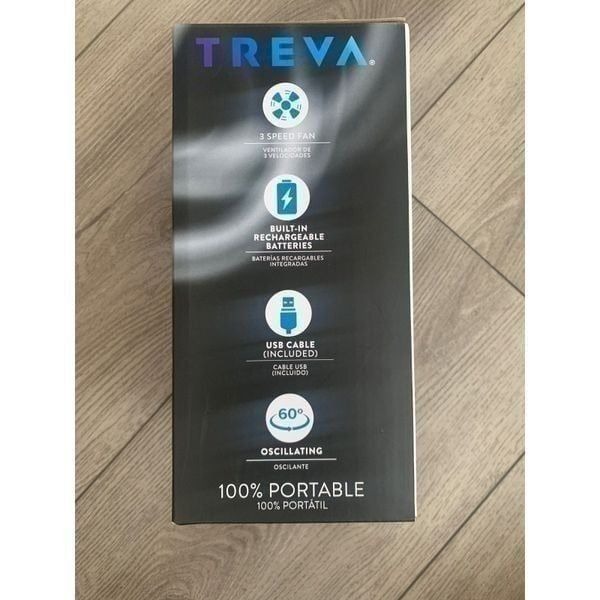 TREVA®
3 SPEED FAN
VENTILADOR DE
3 VELOCIDADES
BUILT-IN
RECHARGEABLE
BATTERIES
BATERÍAS RECARGABLES
INTEGRADAS
USB CABLE
(INCLUDED)
CABLE USB
(INCLUIDO)
60°
OSCILLATING
OSCILANTE
100% PORTABLE
100% PORTÁTIL